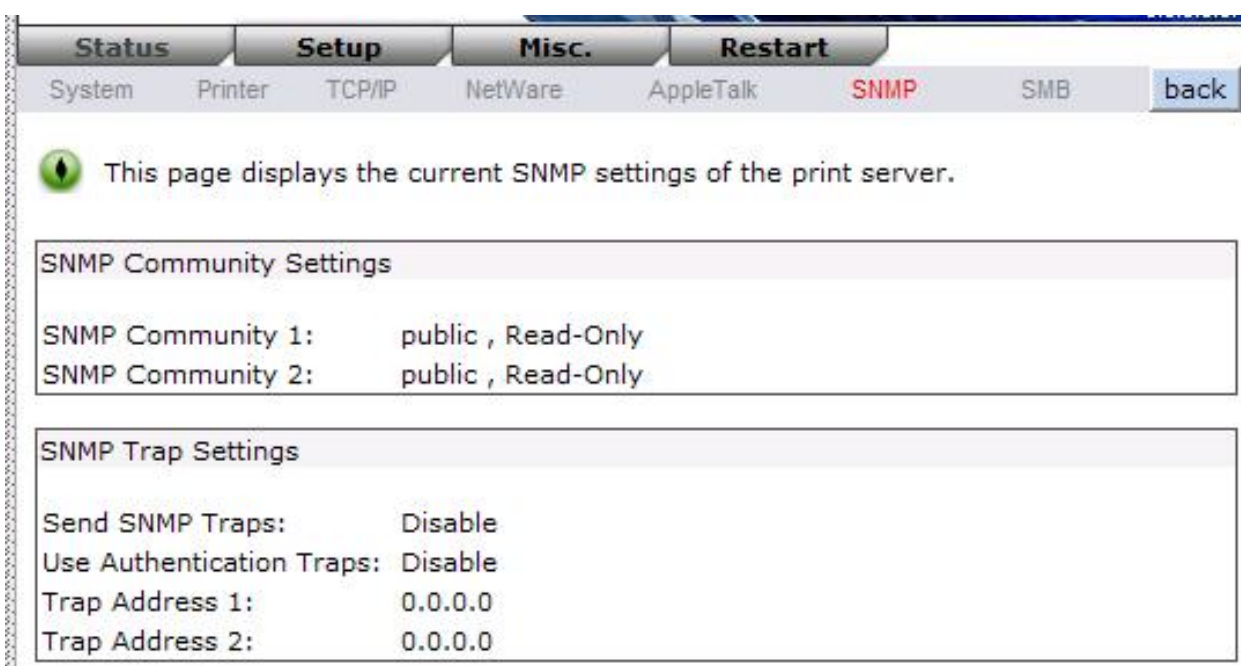 Status Setup Misc. Restart
System Printer TCP/IP NetWare AppleTalk SNMP SMB back
This page displays the current SNMP settings of the print server.
SNMP Community Settings
SNMP Community 1: public , Read-Only
SNMP Community 2: public , Read-Only
SNMP Trap Settings
Send SNMP Traps: Disable
Use Authentication Traps: Disable
Trap Address 1: 0.0.0.0
Trap Address 2: 0.0.0.0